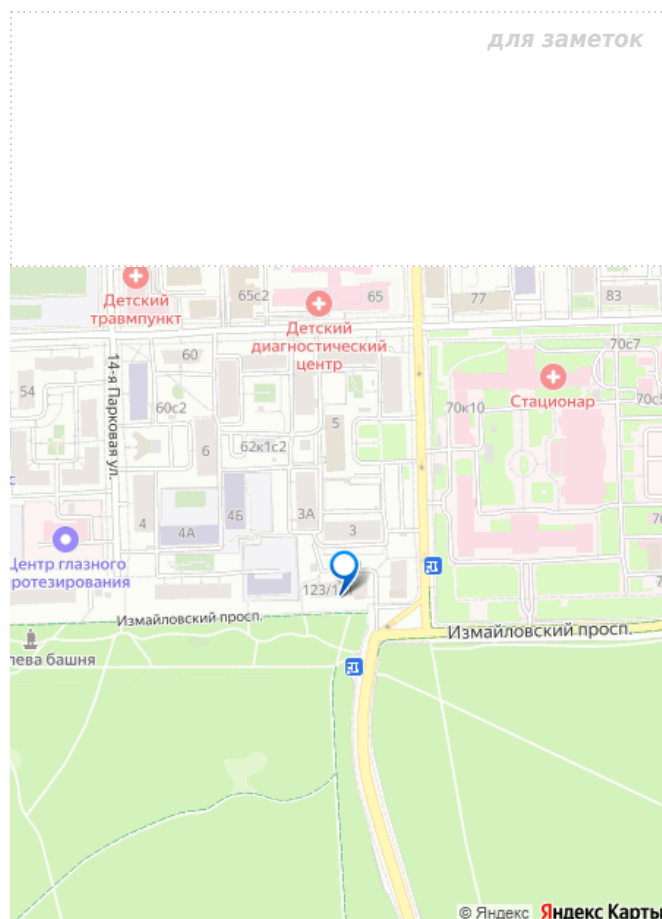 для заметок
Детский
травмпункт
65с2
65
77
83
Детский
диагностический
центр
70с7
60
14-я Парковая ул.
54
Стационар
60с2
70к10
5
62к1с2
6
3А
4Б
4
4А
3
Центр глазного
протезирования
Измайловский просп.
Измайловский просп.
лева башня
© Яндекс Яндекс Карты